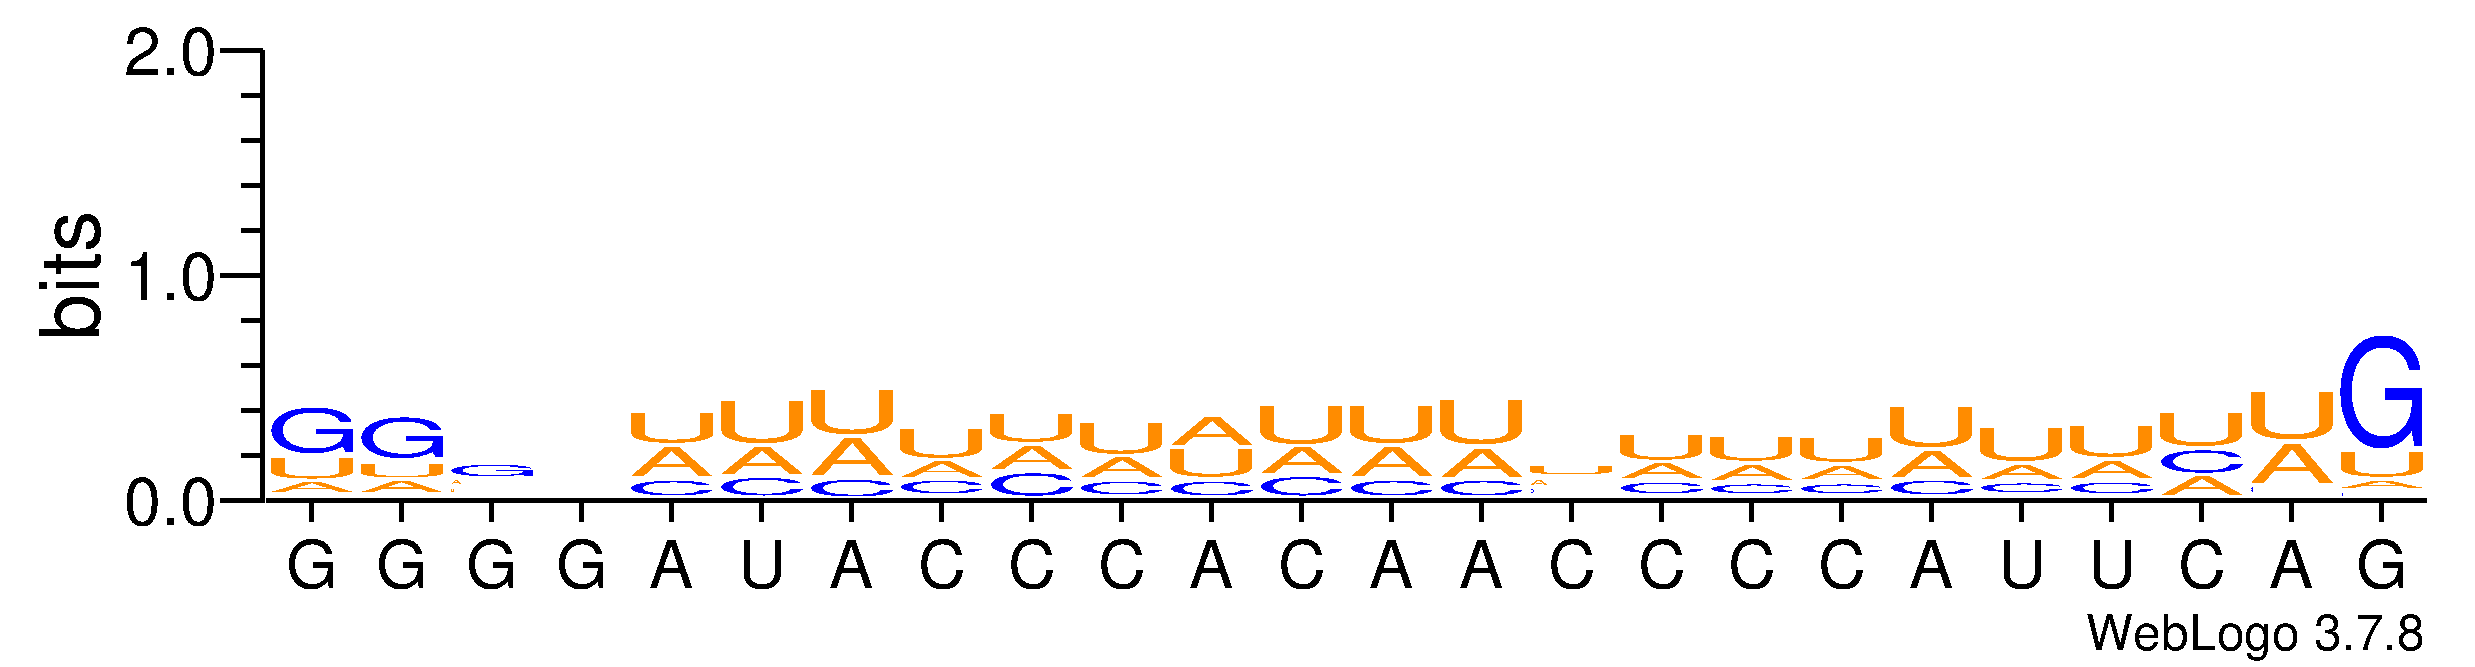 2.0
1.0
0.0
bits
G G U A
G U A
G A
U A C
U A C
U A C
U A C
U A C
U A C
A U C
U A C
U A C
U A C
U A
U A C
U A C
U A C
U A C
U A C
U A C
U C A
U A
G U A
G G G G A U A C C C A C A A C C C C A U U C A G
WebLogo 3.7.8